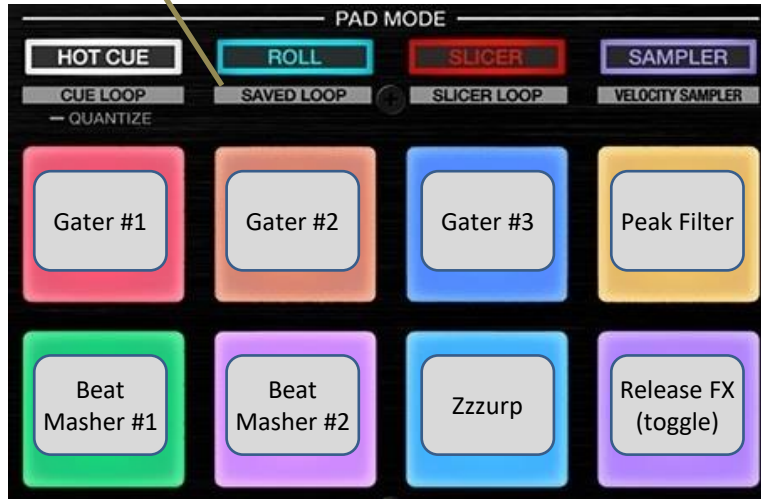 PAD MODE
HOT CUE ROLL SLICER SAMPLER
CUE LOOP SAVED LOOP SLICER LOOP VELOCITY SAMPLER
— QUANTIZE
Gater #1 Gater #2 Gater #3 Peak Filter
Beat
Masher #1
Beat
Masher #2
Zzzurp
Release FX
(toggle)